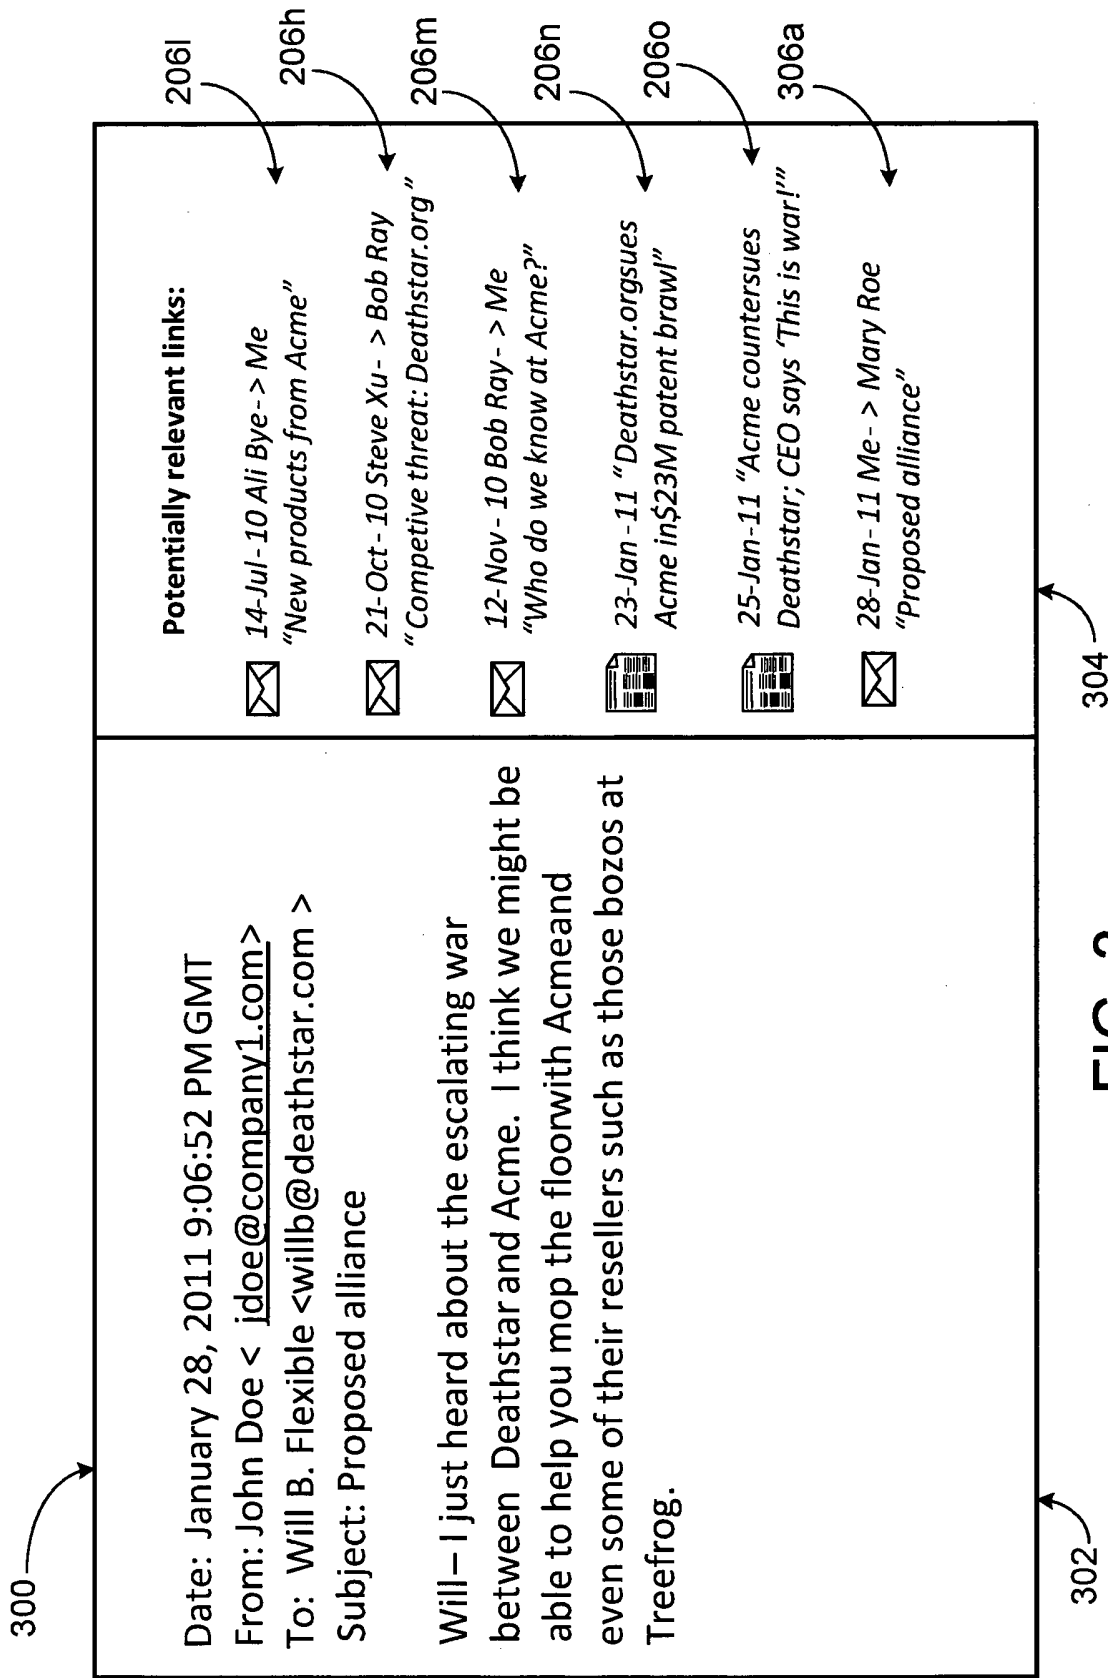 300
Date: January 28, 2011 9:06:52 PM GMT
From: John Doe < jdoe@company1.com>
To: Will B. Flexible <willb@deathstar.com >
Subject: Proposed alliance
Will– I just heard about the escalating war
between Deathstar and Acme. I think we might be
able to help you mop the floorwith Acmeand
even some of their resellers such as those bozos at
Treefrog.
302
Potentially relevant links:
14-Jul-10 Ali Bye-> Me
“New products from Acme”
206l
21-Oct-10 Steve Xu-> Bob Ray
“Competive threat: Deathstar.org”
206h
12-Nov-10 Bob Ray-> Me
“Who do we know at Acme?”
206m
23-Jan-11 “Deathstar.orgsues
Acme in$23M patent brawl”
206n
25-Jan-11 “Acme countersues
Deathstar; CEO says ‘This is war!’”
206o
28-Jan-11 Me-> Mary Roe
“Proposed alliance”
306a
304
FIG.